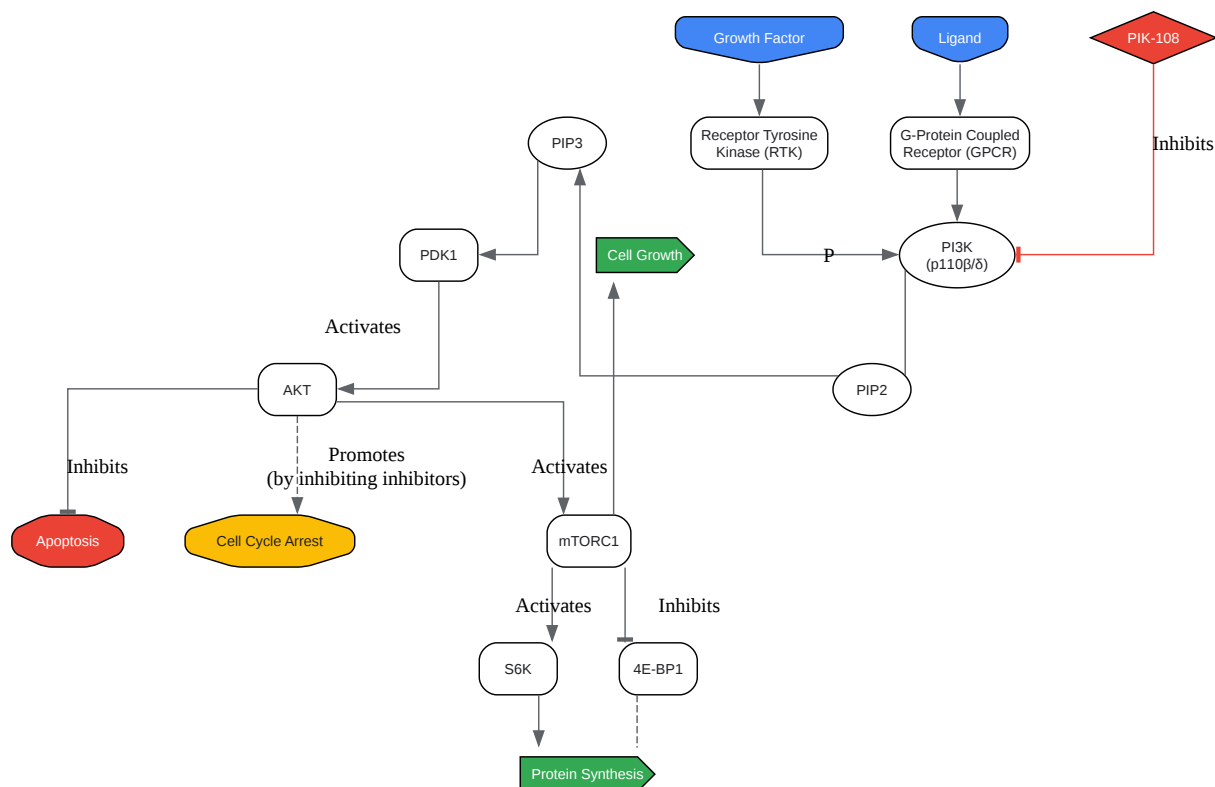 Growth Factor
Ligand
PIK-108
PIP3
Receptor Tyrosine
Kinase (RTK)
G-Protein Coupled
Receptor (GPCR)
Inhibits
PDK1
Cell Growth
P
PI3K
(p110β/δ)
Activates
AKT
PIP2
Inhibits
Promotes
(by inhibiting inhibitors)
Activates
Apoptosis
Cell Cycle Arrest
mTORC1
Activates
Inhibits
S6K
4E-BP1
Protein Synthesis